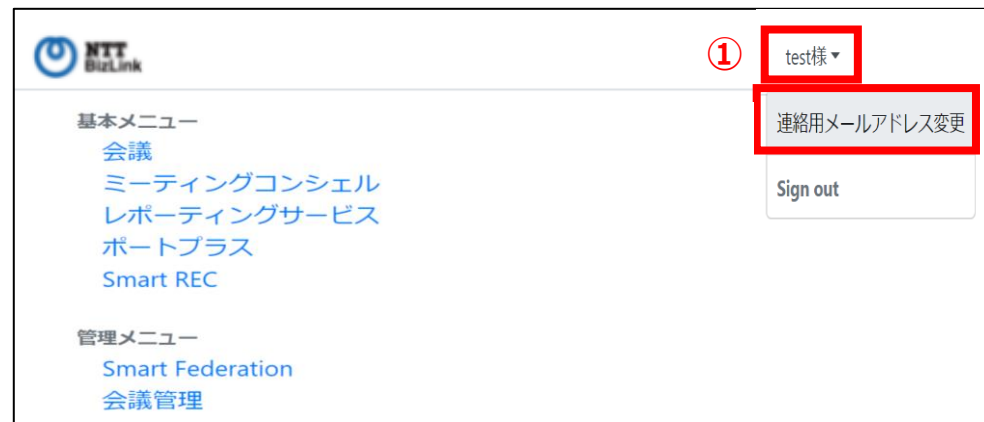 NTT
BizLink
① test様▼
連絡用メールアドレス変更
Sign out
基本メニュー
会議
ミーティングコンシェル
レポーティングサービス
ポートプラス
Smart REC
管理メニュー
Smart Federation
会議管理